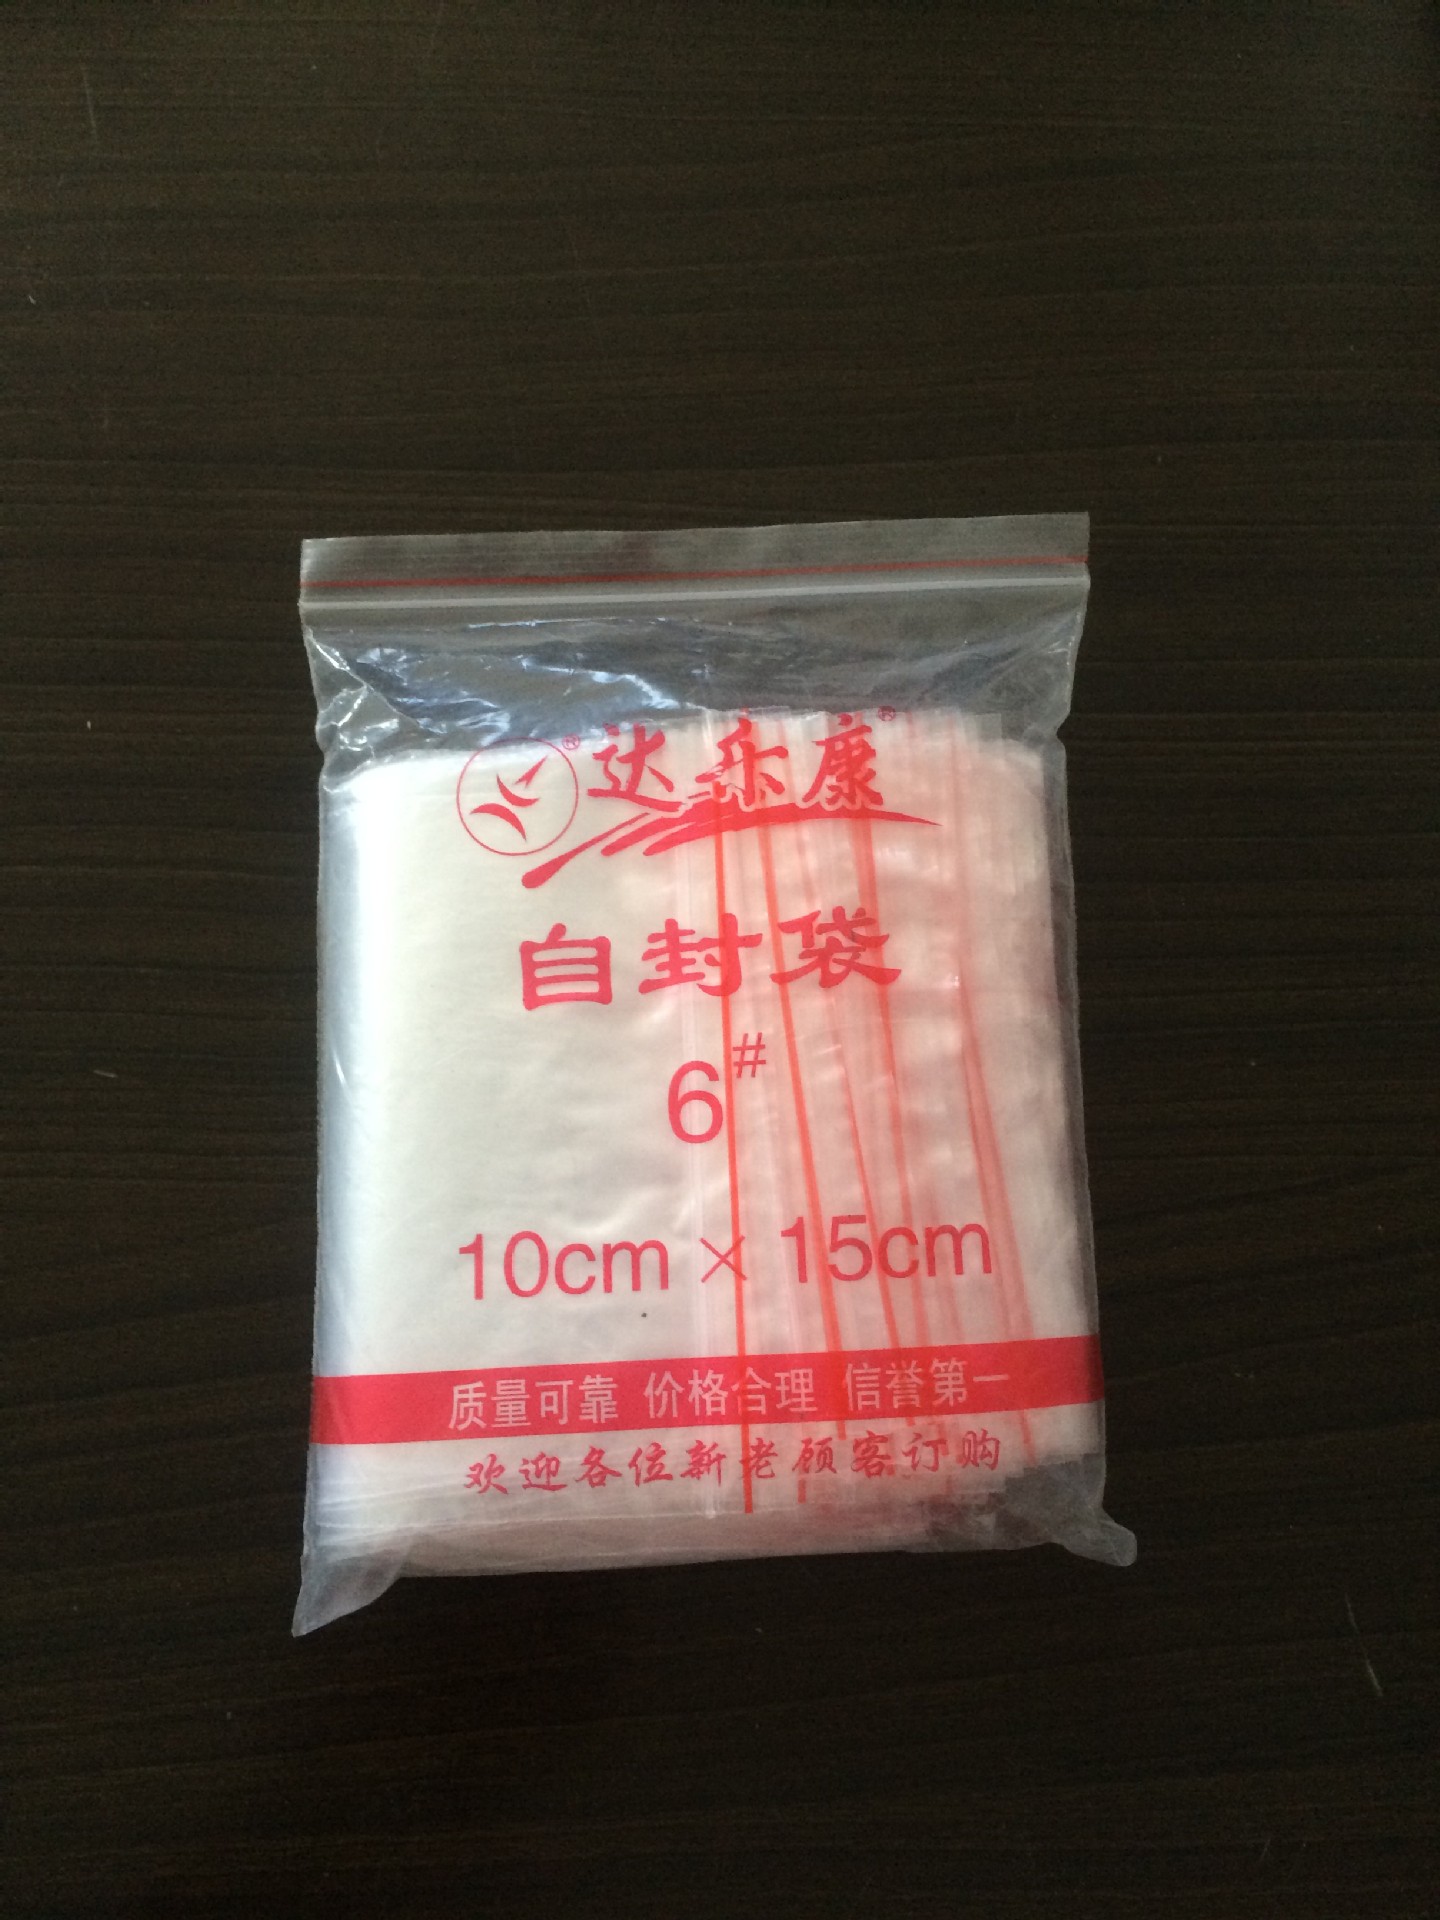 ®达乐康®
自封袋
6#
10cm×15cm
质量可靠 价格合理 信誉第一
欢迎各位新老顾客订购